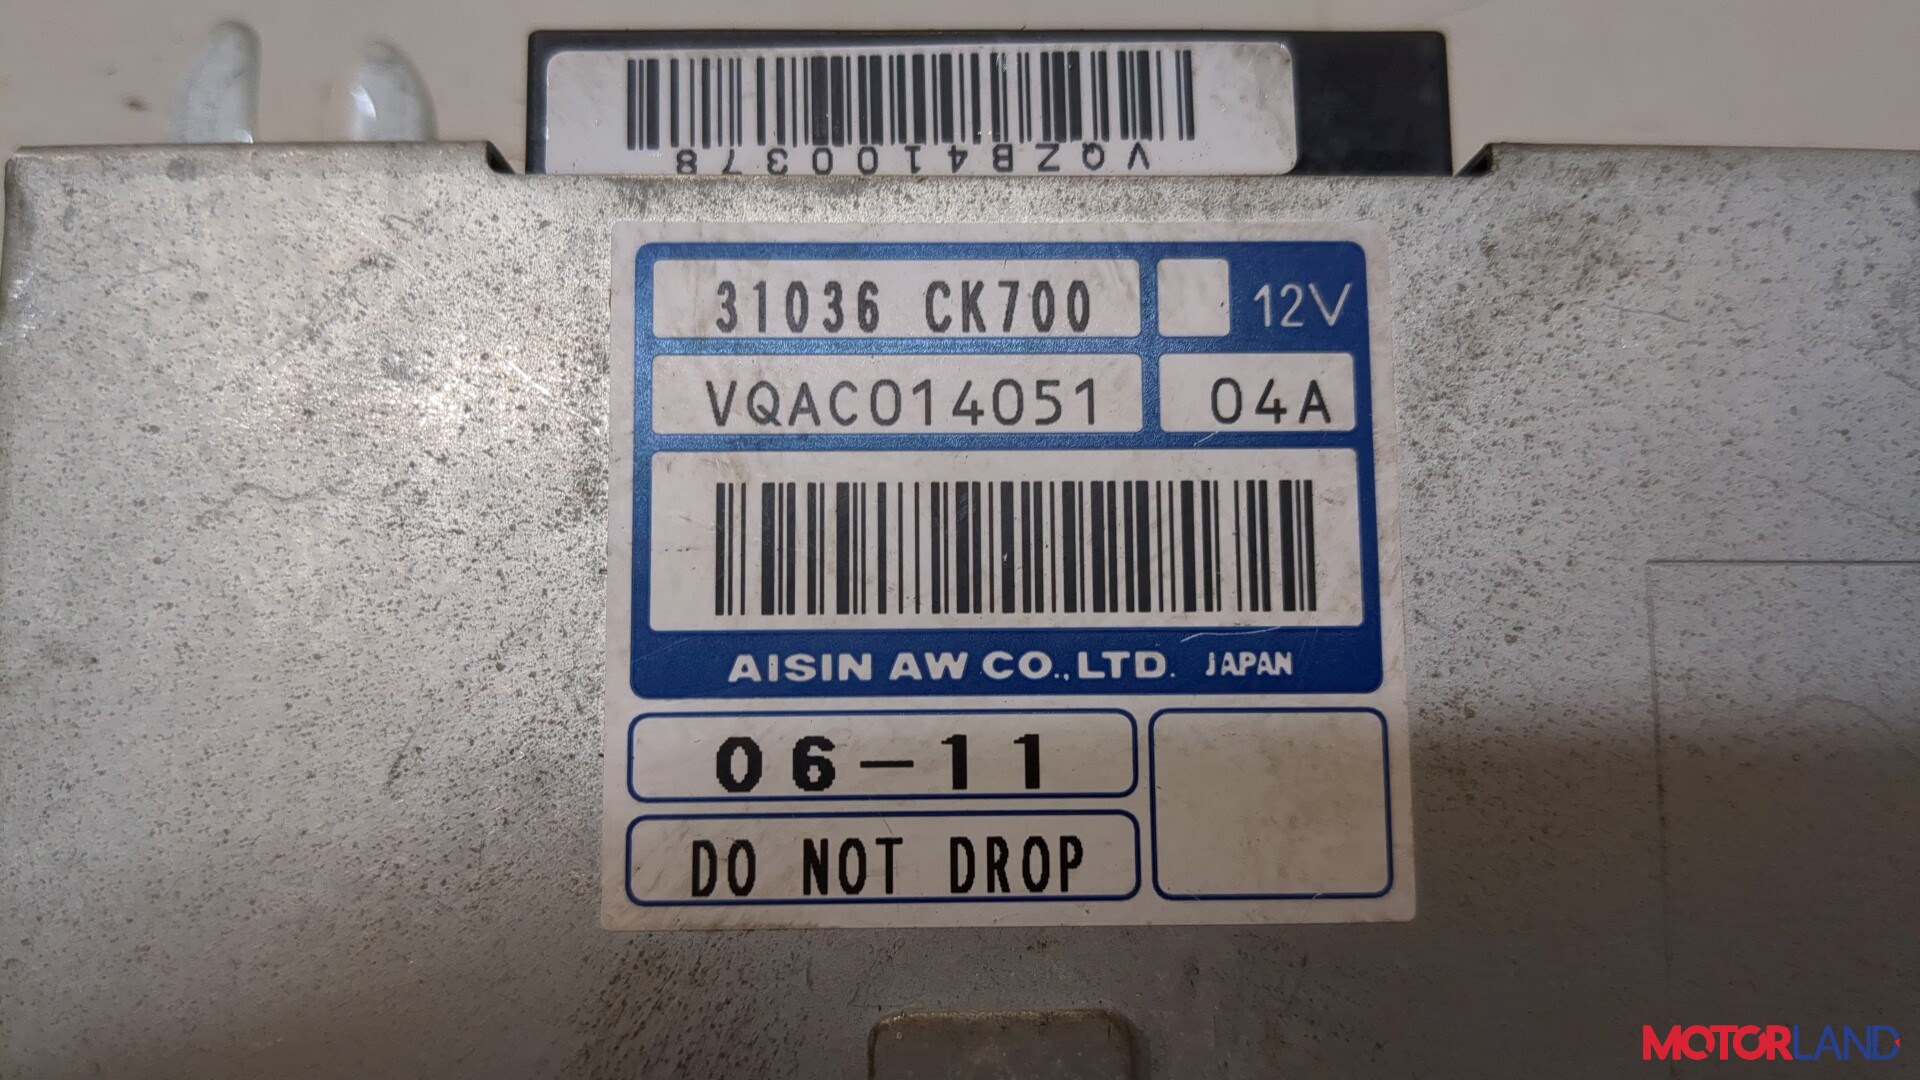 VQZB4100378
31036 CK700
12V
VQAC014051
04A
AISIN AW CO.,LTD. JAPAN
06-11
DO NOT DROP
MOTORLAND